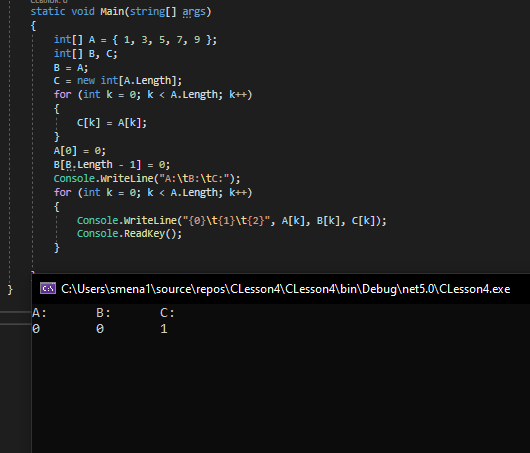 static void Main(string[] args)
{
int[] A = { 1, 3, 5, 7, 9 };
int[] B, C;
B = A;
C = new int[A.Length];
for (int k = 0; k < A.Length; k++)
{
C[k] = A[k];
}
A[0] = 0;
B[B.Length - 1] = 0;
Console.WriteLine("A:\tB:\tC:");
for (int k = 0; k < A.Length; k++)
{
Console.WriteLine("{0}\t{1}\t{2}", A[k], B[k], C[k]);
Console.ReadKey();
}
}
C:\Users\smena1\source\repos\CLesson4\CLesson4\bin\Debug\net5.0\CLesson4.exe
A: B: C:
0 0 1